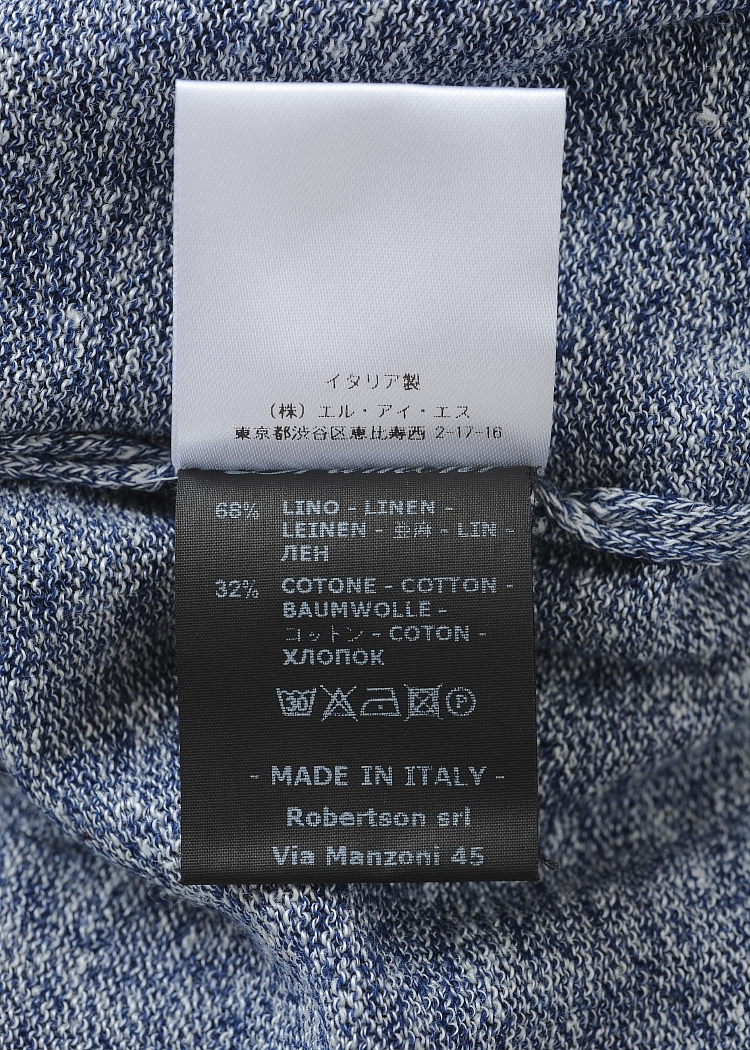 イタリア製
（株）エル・アイ・エス
東京都渋谷区恵比寿西 2-17-16
68% LINO - LINEN -
LEINEN - 亜麻 - LIN -
ЛЕН
32% COTONE - COTTON -
BAUMWOLLE -
コットン - COTON -
ХЛОПОК
30 P
- MADE IN ITALY -
Robertson srl
Via Manzoni 45